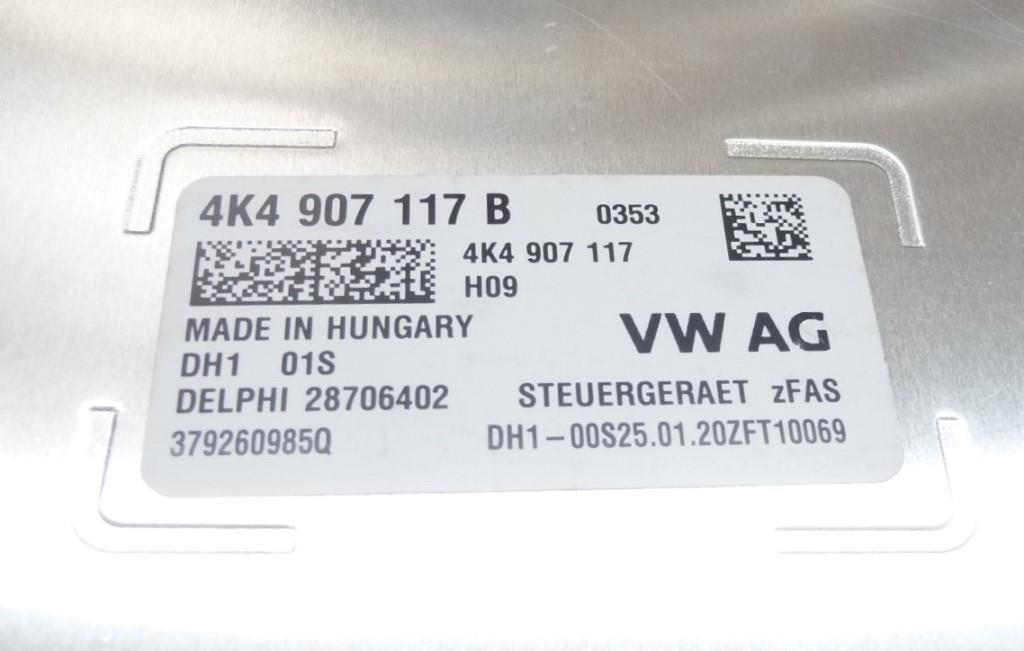 4K4 907 117 B 0353
4K4 907 117
H09
MADE IN HUNGARY
VW AG
DH1 01S
DELPHI 28706402
STEUERGERAET zFAS
379260985Q
DH1-00S25.01.20ZFT10069